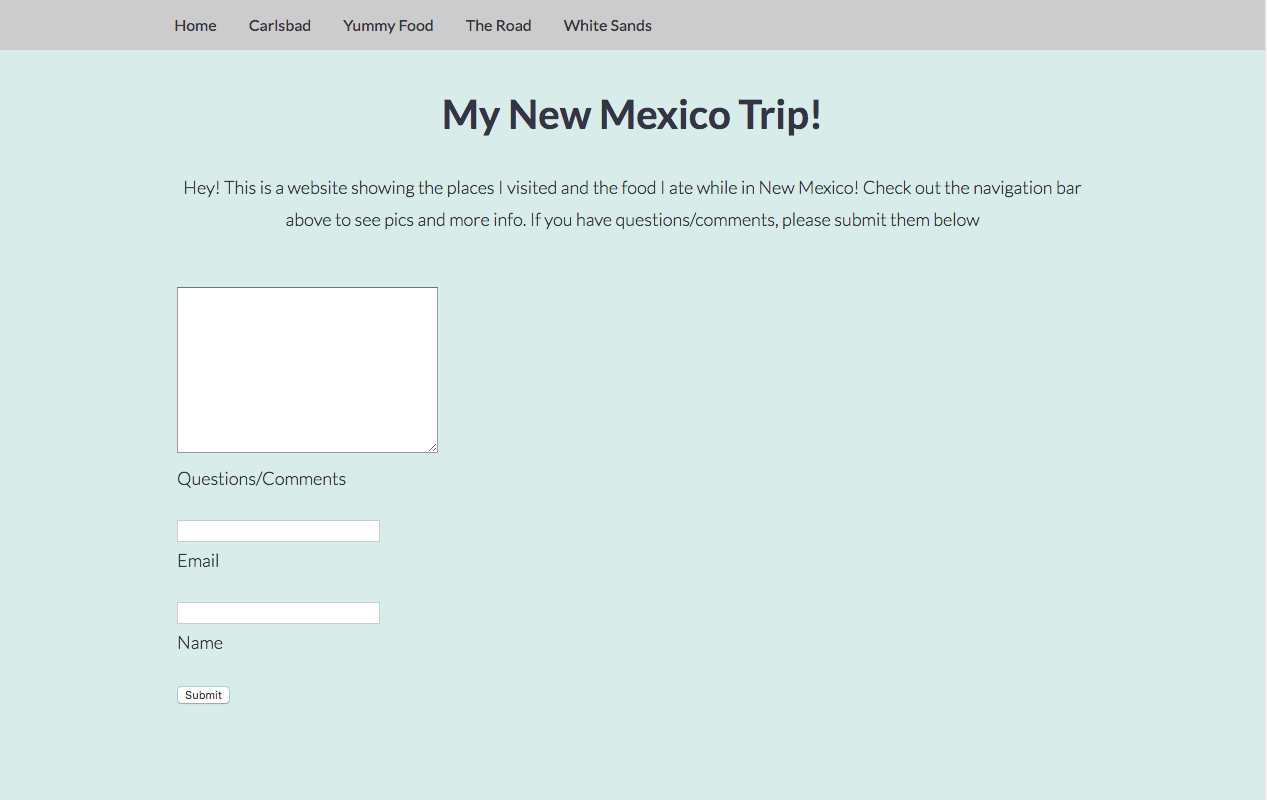 Home Carlsbad Yummy Food The Road White Sands
My New Mexico Trip!
Hey! This is a website showing the places I visited and the food I ate while in New Mexico! Check out the navigation bar
above to see pics and more info. If you have questions/comments, please submit them below
Questions/Comments
Email
Name
Submit